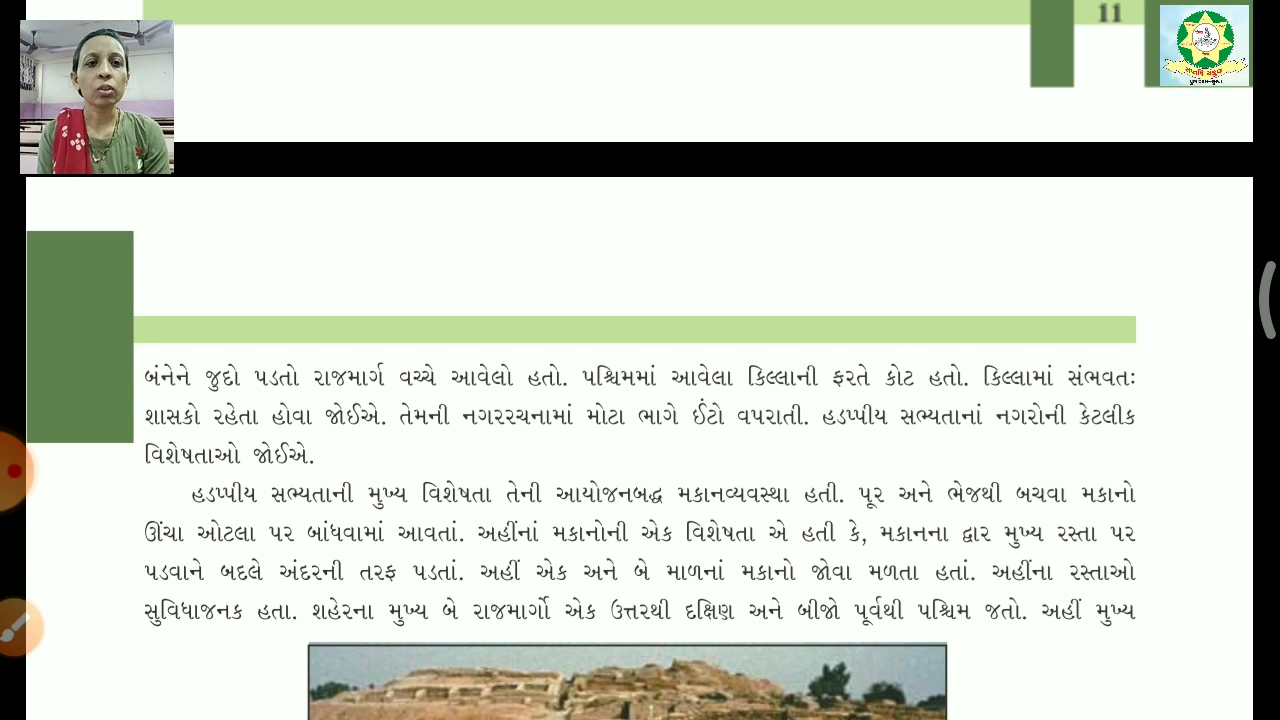 11
બંનેને જુદો પડતો રાજમાર્ગ વચ્ચે આવેલો હતો. પશ્ચિમમાં આવેલા કિલ્લાની ફરતે કોટ હતો. કિલ્લામાં સંભવતઃ
શાસકો રહેતા હોવા જોઈએ. તેમની નગરરચનામાં મોટા ભાગે ઈંટો વપરાતી. હડપ્પીય સભ્યતાનાં નગરોની કેટલીક
વિશેષતાઓ જોઈએ.
હડપ્પીય સભ્યતાની મુખ્ય વિશેષતા તેની આયોજનબદ્ધ મકાનવ્યવસ્થા હતી. પૂર અને ભેજથી બચવા મકાનો
ઊંચા ઓટલા પર બાંધવામાં આવતાં. અહીંનાં મકાનોની એક વિશેષતા એ હતી કે, મકાનના દ્વાર મુખ્ય રસ્તા પર
પડવાને બદલે અંદરની તરફ પડતાં. અહીં એક અને બે માળનાં મકાનો જોવા મળતા હતાં. અહીંના રસ્તાઓ
સુવિધાજનક હતા. શહેરના મુખ્ય બે રાજમાર્ગો એક ઉત્તરથી દક્ષિણ અને બીજો પૂર્વથી પશ્ચિમ જતો. અહીં મુખ્ય